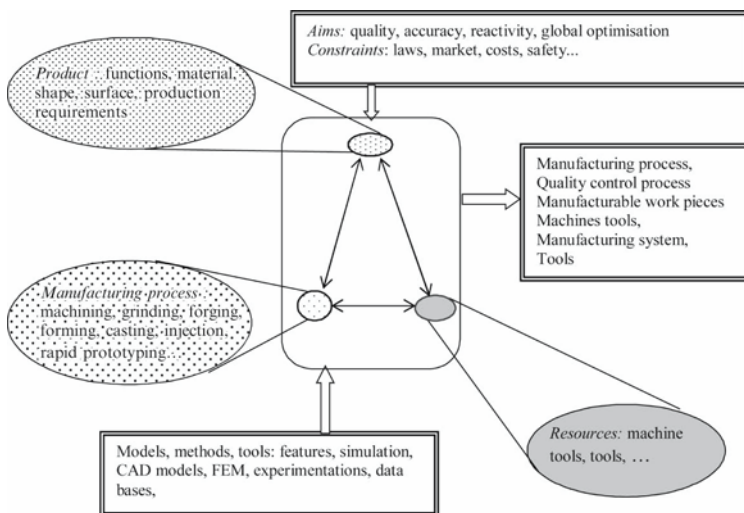 Aims: quality, accuracy, reactivity, global optimisation
Constraints: laws, market, costs, safety...
Product : functions, material,
shape, surface, production
requirements
Manufacturing process,
Quality control process
Manufacturable work pieces
Machines tools,
Manufacturing system,
Tools
Manufacturing process :
machining, grinding, forging,
forming, casting, injection,
rapid prototyping...
Resources: machine
tools, tools, ...
Models, methods, tools: features, simulation,
CAD models, FEM, experimentations, data
bases,